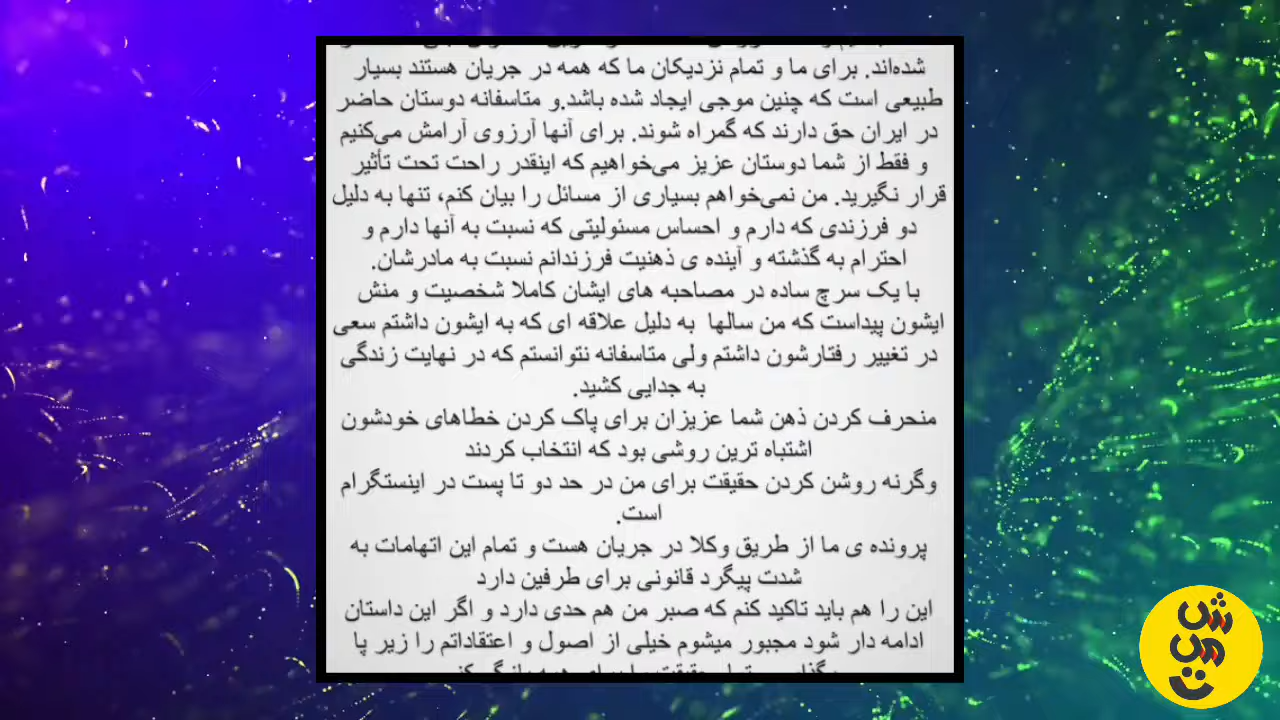 شده‌اند. برای ما و تمام نزدیکان ما که همه در جریان هستند بسیار
طبیعی است که چنین موجی ایجاد شده باشد.و متاسفانه دوستان حاضر
در ایران حق دارند که گمراه شوند. برای آنها آرزوی آرامش می‌کنیم
و فقط از شما دوستان عزیز می‌خواهیم که اینقدر راحت تحت تأثیر
قرار نگیرید. من نمی‌خواهم بسیاری از مسائل را بیان کنم، تنها به دلیل
دو فرزندی که دارم و احساس مسئولیتی که نسبت به آنها دارم و
احترام به گذشته و آینده ی ذهنیت فرزندانم نسبت به مادرشان.
با یک سرچ ساده در مصاحبه های ایشان کاملا شخصیت و منش
ایشون پیداست که من سالها به دلیل علاقه ای که به ایشون داشتم سعی
در تغییر رفتارشون داشتم ولی متاسفانه نتوانستم که در نهایت زندگی
به جدایی کشید.
منحرف کردن ذهن شما عزیزان برای پاک کردن خطاهای خودشون
اشتباه ترین روشی بود که انتخاب کردند
وگرنه روشن کردن حقیقت برای من در حد دو تا پست در اینستگرام
است.
پرونده ی ما از طریق وکلا در جریان هست و تمام این اتهامات به
شدت پیگرد قانونی برای طرفین دارد
این را هم باید تاکید کنم که صبر من هم حدی دارد و اگر این داستان
ادامه دار شود مجبور میشوم خیلی از اصول و اعتقاداتم را زیر پا